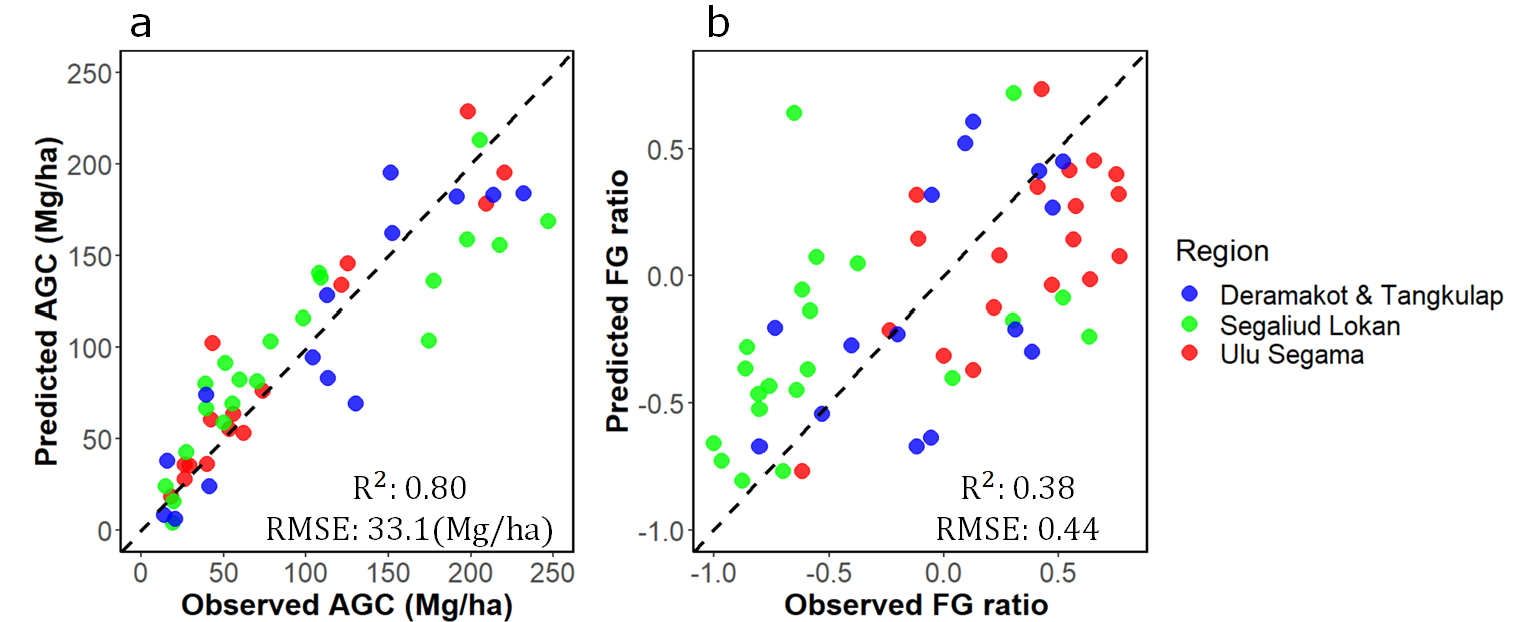 a
b
250
200
150
100
50
0
Predicted AGC (Mg/ha)
R²: 0.80
RMSE: 33.1(Mg/ha)
0 50 100 150 200 250
Observed AGC (Mg/ha)
0.5
0.0
-0.5
-1.0
Predicted FG ratio
R²: 0.38
RMSE: 0.44
-1.0 -0.5 0.0 0.5
Observed FG ratio
Region
Deramakot & Tangkulap
Segaliud Lokan
Ulu Segama